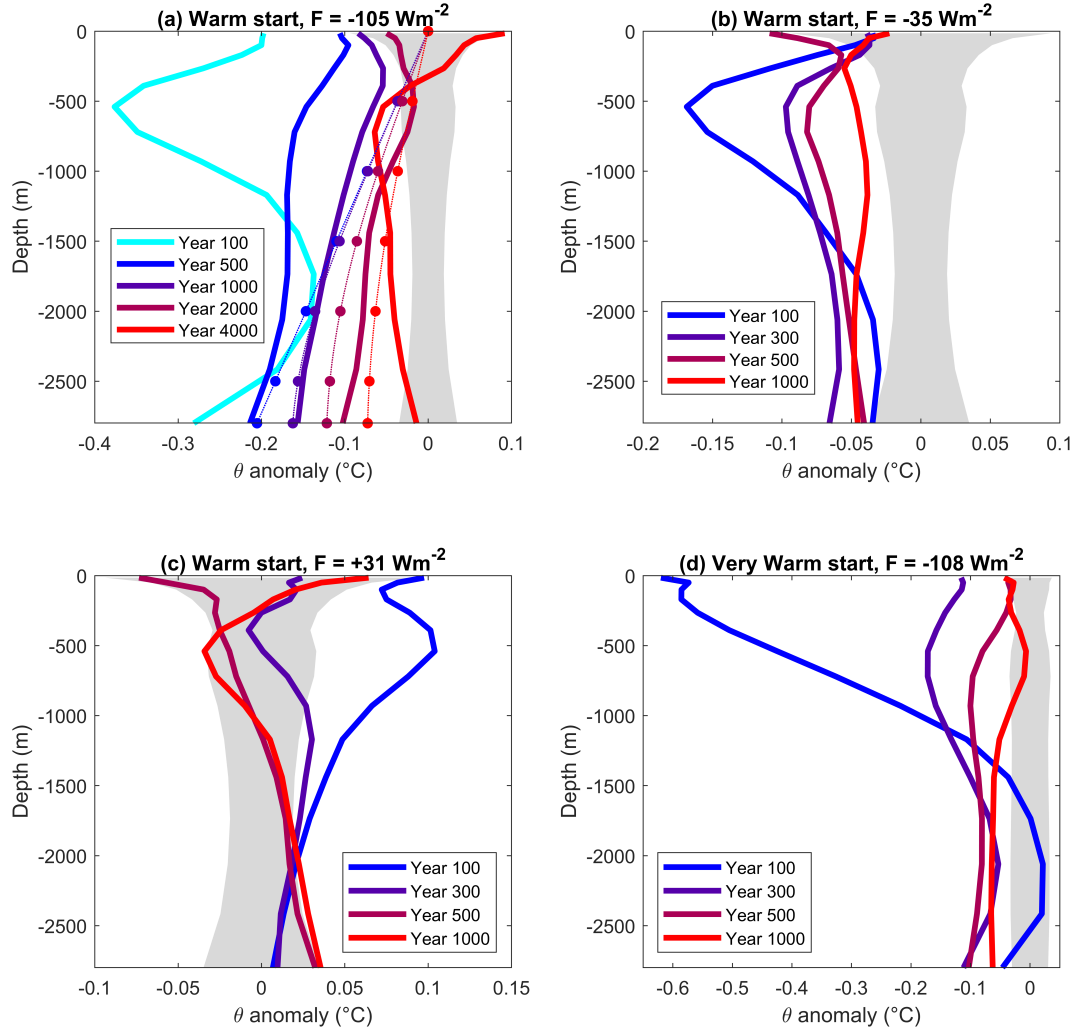 (a) Warm start, F = -105 Wm-2
0
-500
-1000
-1500
-2000
-2500
Depth (m)
Year 100
Year 500
Year 1000
Year 2000
Year 4000
-0.4 -0.3 -0.2 -0.1 0 0.1
θ anomaly (°C)
(b) Warm start, F = -35 Wm-2
0
-500
-1000
-1500
-2000
-2500
Depth (m)
Year 100
Year 300
Year 500
Year 1000
-0.2 -0.15 -0.1 -0.05 0 0.05 0.1
θ anomaly (°C)
(c) Warm start, F = +31 Wm-2
0
-500
-1000
-1500
-2000
-2500
Depth (m)
Year 100
Year 300
Year 500
Year 1000
-0.1 -0.05 0 0.05 0.1 0.15
θ anomaly (°C)
(d) Very Warm start, F = -108 Wm-2
0
-500
-1000
-1500
-2000
-2500
Depth (m)
Year 100
Year 300
Year 500
Year 1000
-0.6 -0.5 -0.4 -0.3 -0.2 -0.1 0
θ anomaly (°C)